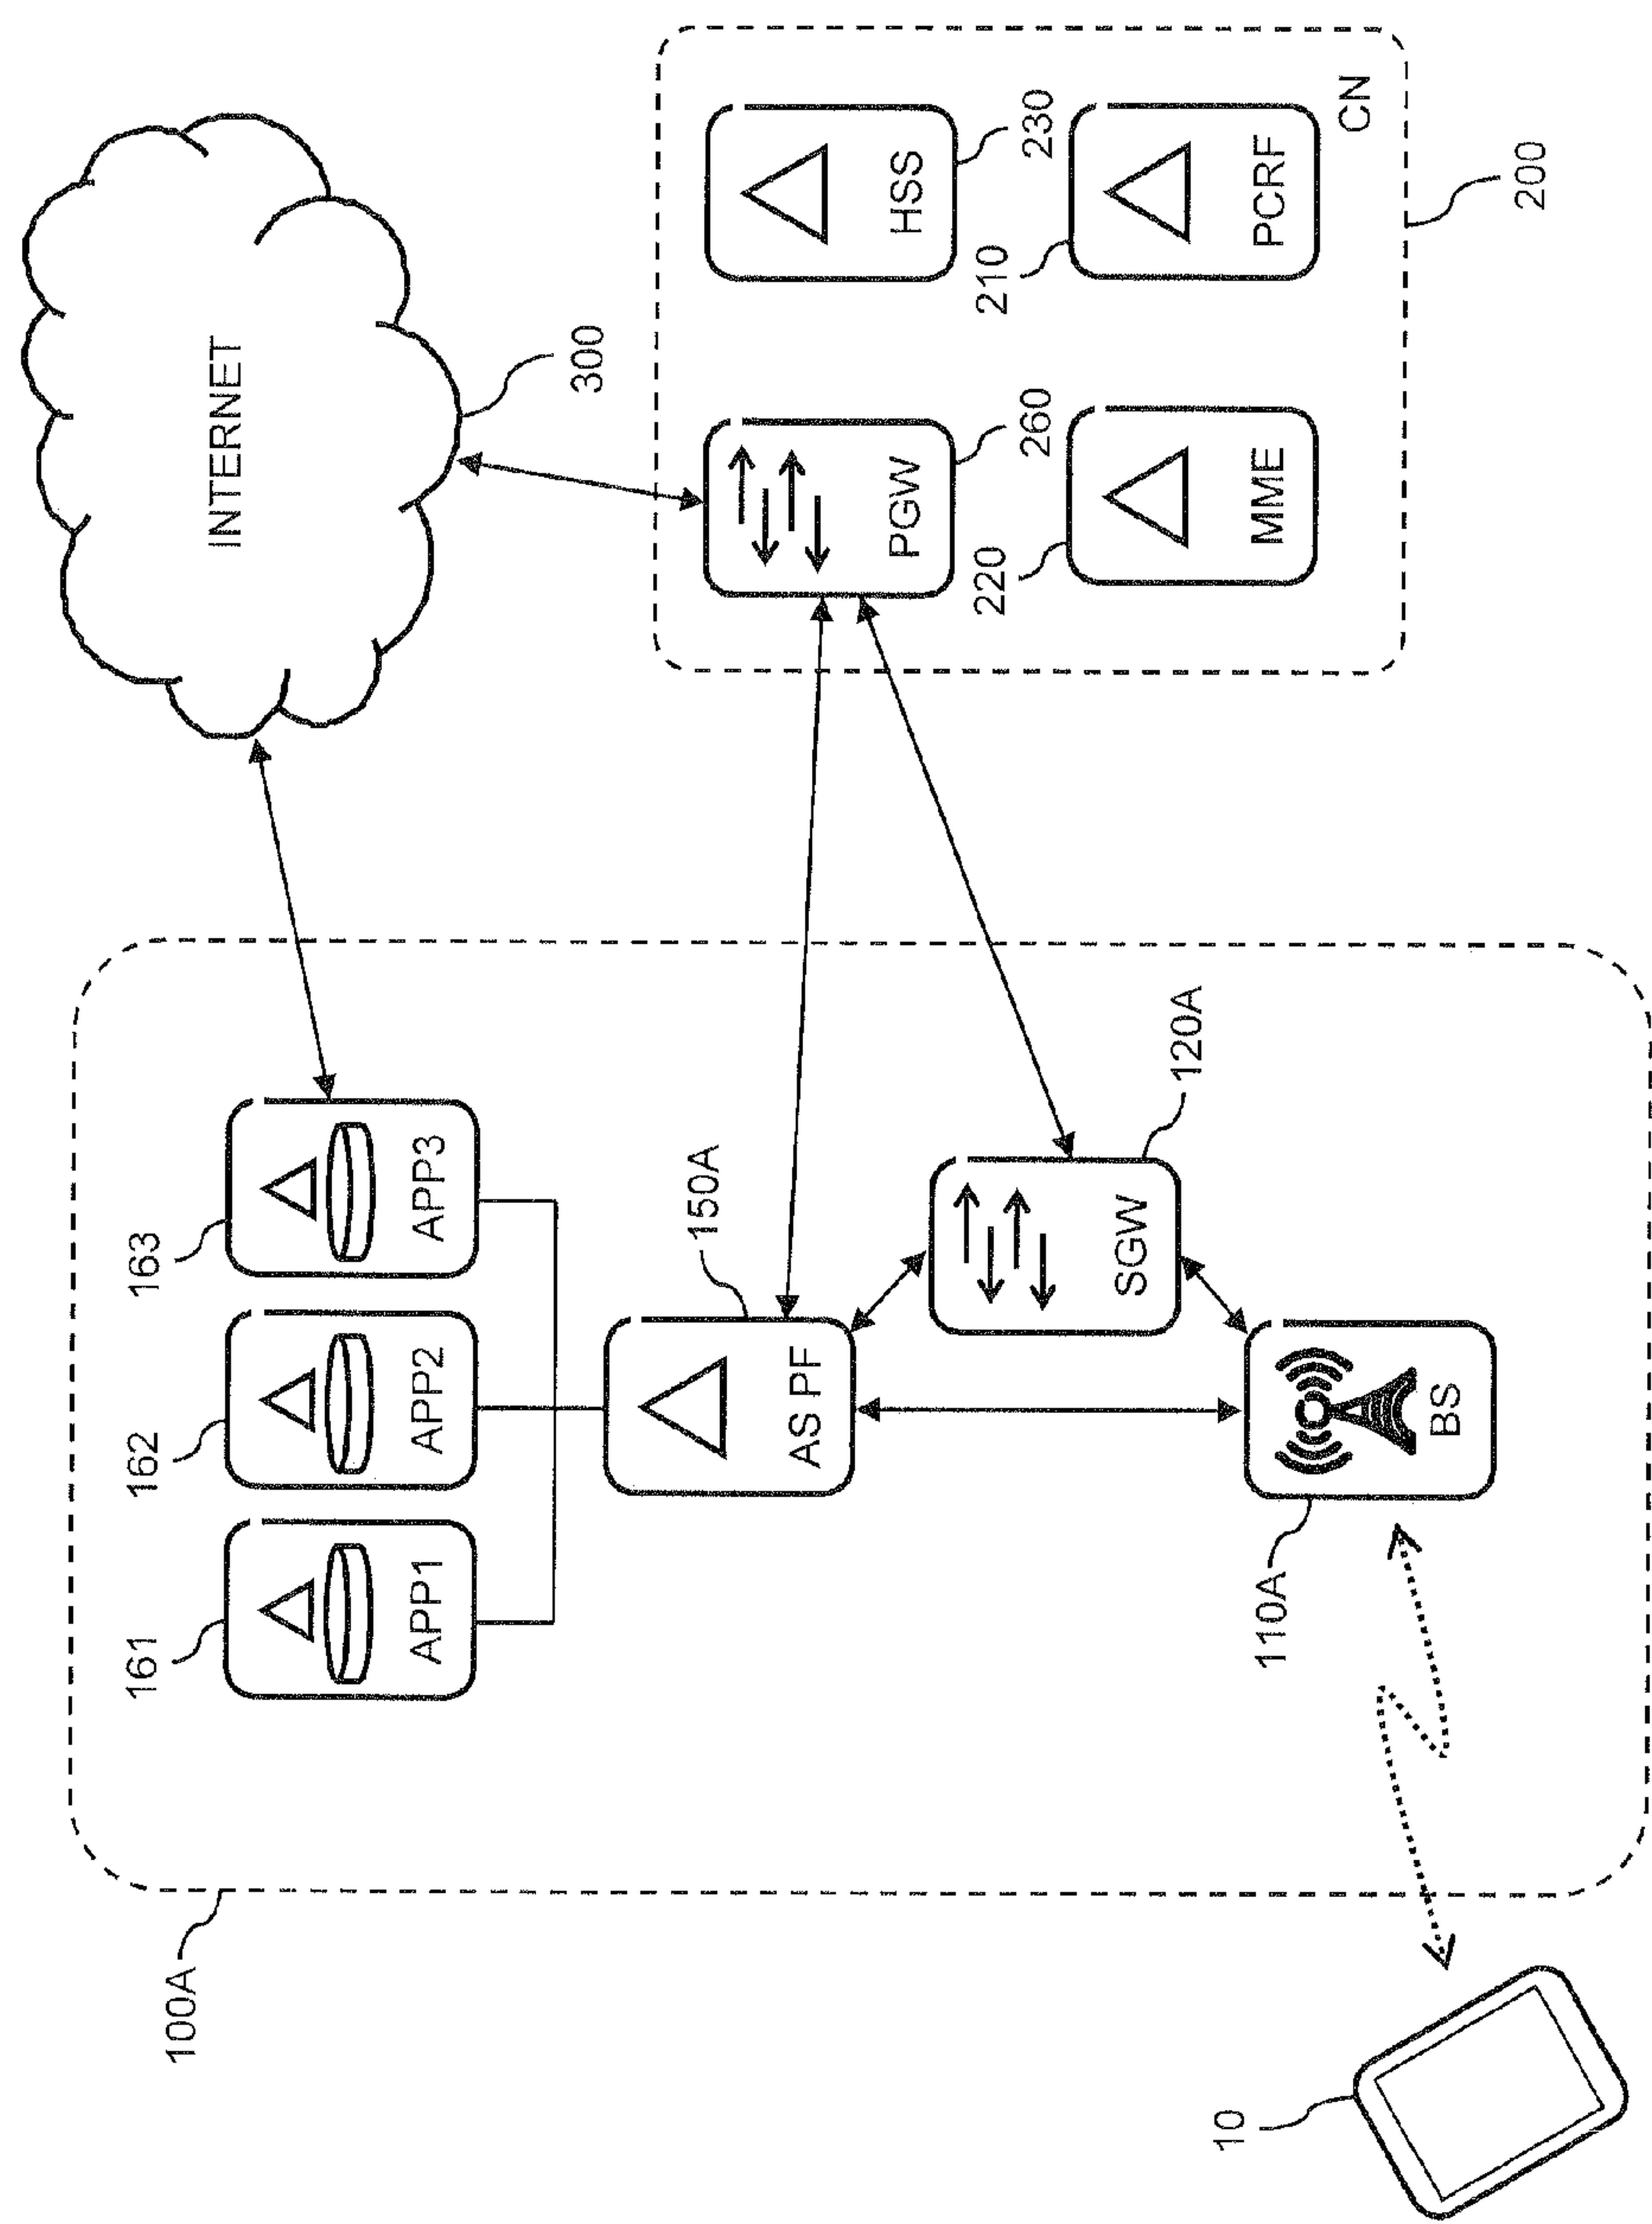 100A
161
162
163
APP1
APP2
APP3
INTERNET
300
150A
AS PF
PGW
260
HSS
230
120A
SGW
220
210
MME
PCRF
CN
10
110A
BS
200